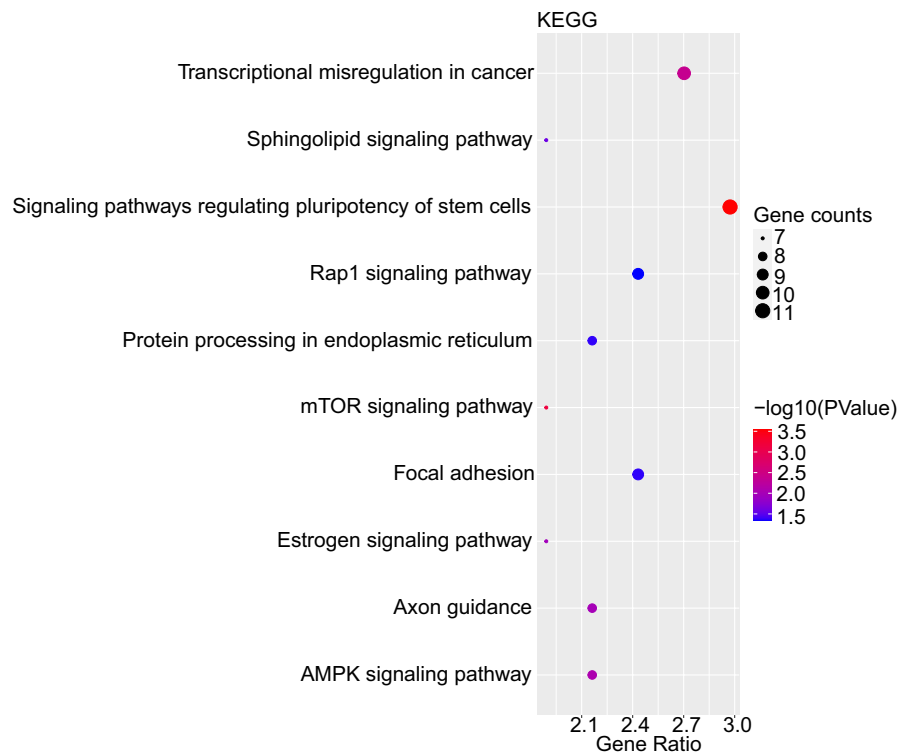 KEGG
Transcriptional misregulation in cancer
Sphingolipid signaling pathway
Signaling pathways regulating pluripotency of stem cells
Rap1 signaling pathway
Protein processing in endoplasmic reticulum
mTOR signaling pathway
Focal adhesion
Estrogen signaling pathway
Axon guidance
AMPK signaling pathway
2.1 2.4 2.7 3.0
Gene Ratio
Gene counts
7
8
9
10
11
−log10(PValue)
3.5
3.0
2.5
2.0
1.5